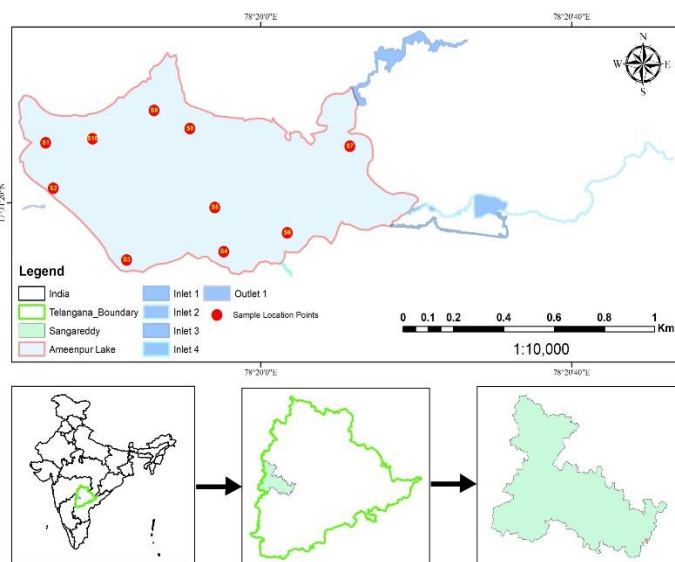 78°20'0"E 78°20'40"E
N
W E
S
S9
S8
S1 S10 S7
S2
17°31'20"N
S5
S6
S4
S3
Legend
India Inlet 1 Outlet 1
Telangana_Boundary Inlet 2 Sample Location Points
Sangareddy Inlet 3
Ameenpur Lake Inlet 4
0 0.1 0.2 0.4 0.6 0.8 1
Km
1:10,000
78°20'0"E 78°20'40"E